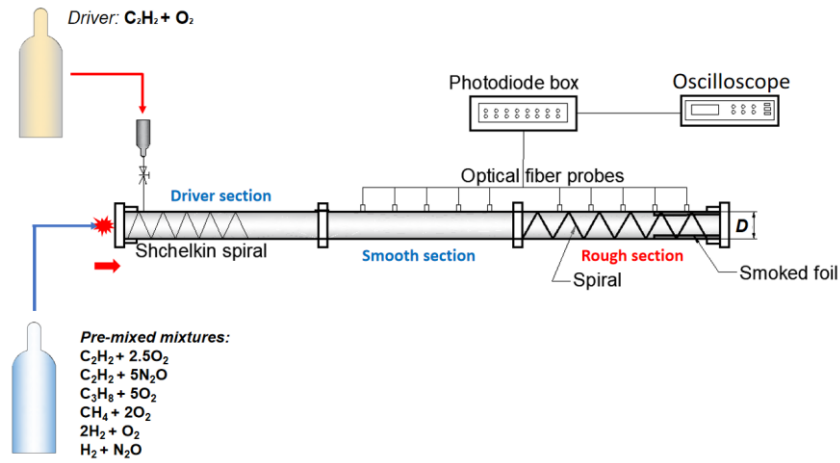 Driver: C₂H₂ + O₂
Photodiode box
Oscilloscope
Optical fiber probes
Driver section
D
Shchelkin spiral
Smooth section
Rough section
Spiral
Smoked foil
Pre-mixed mixtures:
C₂H₂ + 2.5O₂
C₂H₂ + 5N₂O
C₃H₈ + 5O₂
CH₄ + 2O₂
2H₂ + O₂
H₂ + N₂O